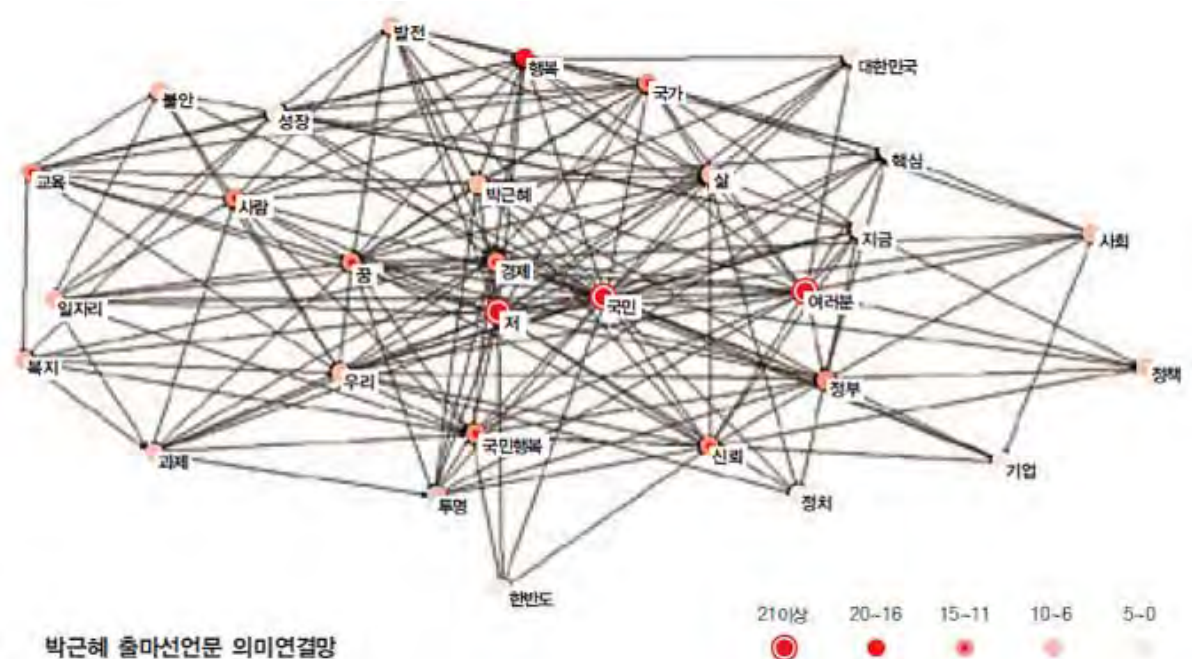 발전
행복
대한민국
국가
불안
성장
핵심
교육
삶
박근혜
사람
지금
사회
꿈
경제
일자리
저
국민
여러분
복지
우리
정부
정책
국민행복
신뢰
과제
기업
투명
정치
한반도
21이상 20~16 15~11 10~6 5~0
박근혜 출마선언문 의미연결망